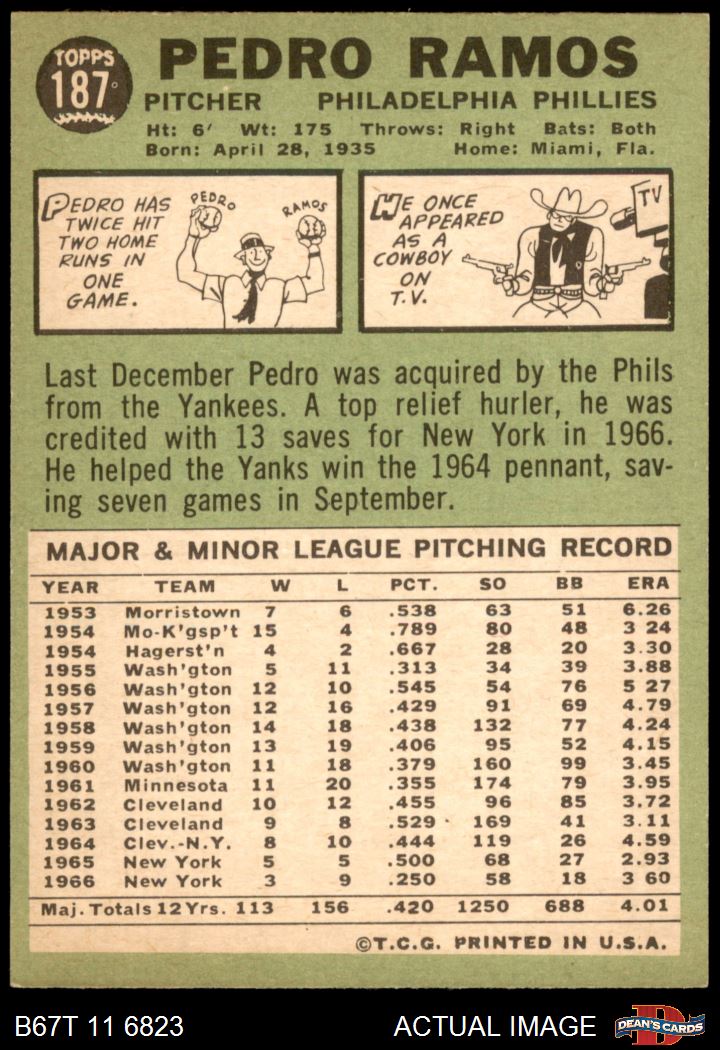 TOPPS
187
PEDRO RAMOS
PITCHER PHILADELPHIA PHILLIES
Ht: 6' Wt: 175 Throws: Right Bats: Both
Born: April 28, 1935 Home: Miami, Fla.
PEDRO HAS
TWICE HIT
TWO HOME
RUNS IN
ONE
GAME.
PEDRO
RAMOS
HE ONCE
APPEARED
AS A
COWBOY
ON
T.V.
TV
Last December Pedro was acquired by the Phils
from the Yankees. A top relief hurler, he was
credited with 13 saves for New York in 1966.
He helped the Yanks win the 1964 pennant, sav-
ing seven games in September.
MAJOR & MINOR LEAGUE PITCHING RECORD
YEAR TEAM W L PCT. SO BB ERA
1953 Morristown 7 6 .538 63 51 6.26
1954 Mo-K'gsp't 15 4 .789 80 48 3 24
1954 Hagerst'n 4 2 .667 28 20 3.30
1955 Wash'gton 5 11 .313 34 39 3.88
1956 Wash'gton 12 10 .545 54 76 5 27
1957 Wash'gton 12 16 .429 91 69 4.79
1958 Wash'gton 14 18 .438 132 77 4.24
1959 Wash'gton 13 19 .406 95 52 4.15
1960 Wash'gton 11 18 .379 160 99 3.45
1961 Minnesota 11 20 .355 174 79 3.95
1962 Cleveland 10 12 .455 96 85 3.72
1963 Cleveland 9 8 .529 169 41 3.11
1964 Clev.-N.Y. 8 10 .444 119 26 4.59
1965 New York 5 5 .500 68 27 2.93
1966 New York 3 9 .250 58 18 3 60
Maj. Totals 12 Yrs. 113 156 .420 1250 688 4.01
©T.C.G. PRINTED IN U.S.A.
B67T 11 6823 ACTUAL IMAGE
D
DEAN'S CARDS